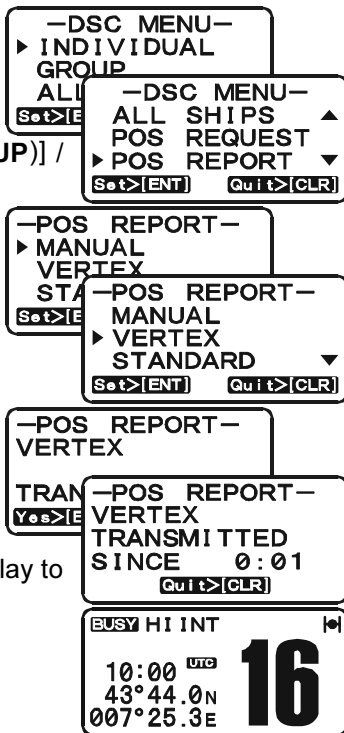 —DSC MENU—
▶ INDIVIDUAL
GROUP
ALL
Set>[E
—DSC MENU—
ALL SHIPS ▲
POS REQUEST
▶ POS REPORT ▼
Set>[ENT] Quit>[CLR]
UP)] /
—POS REPORT—
▶ MANUAL
VERTEX
STA
Set>[E
—POS REPORT—
MANUAL
▶ VERTEX
STANDARD ▼
Set>[ENT] Quit>[CLR]
—POS REPORT—
VERTEX
TRAN
Yes>[E
—POS REPORT—
VERTEX
TRANSMITTED
SINCE 0:01
Quit>[CLR]
lay to
BUSY HI INT
10:00 UTC
43°44.0N
007°25.3E
16